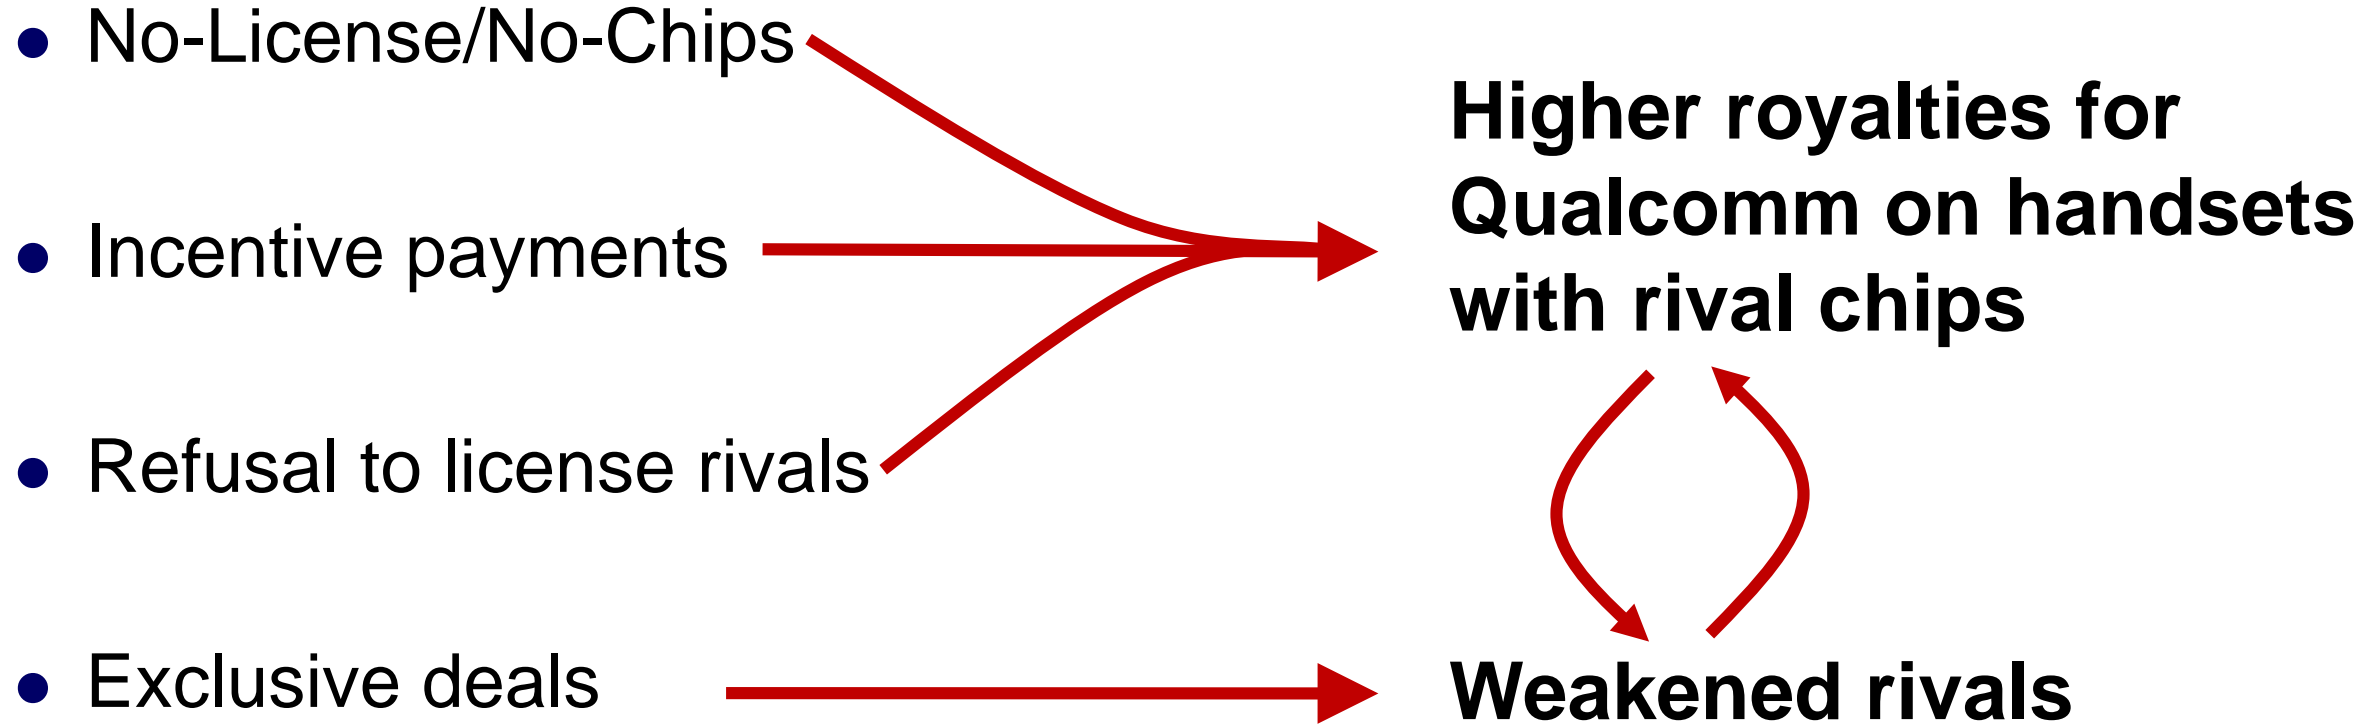 No-License/No-Chips
Incentive payments
Refusal to license rivals
Exclusive deals
Higher royalties for
Qualcomm on handsets
with rival chips
Weakened rivals